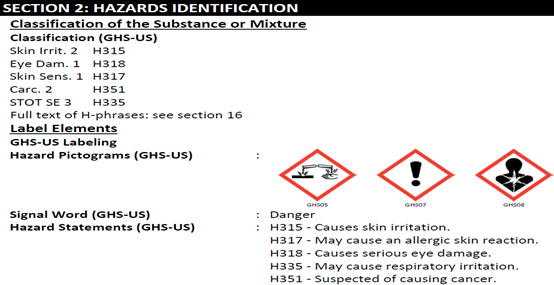 SECTION 2: HAZARDS IDENTIFICATION
Classification of the Substance or Mixture
Classification (GHS-US)
Skin Irrit. 2 H315
Eye Dam. 1 H318
Skin Sens. 1 H317
Carc. 2 H351
STOT SE 3 H335
Full text of H-phrases: see section 16
Label Elements
GHS-US Labeling
Hazard Pictograms (GHS-US) :
GHS05 GHS07 GHS08
Signal Word (GHS-US) : Danger
Hazard Statements (GHS-US) : H315 - Causes skin irritation.
H317 - May cause an allergic skin reaction.
H318 - Causes serious eye damage.
H335 - May cause respiratory irritation.
H351 - Suspected of causing cancer.